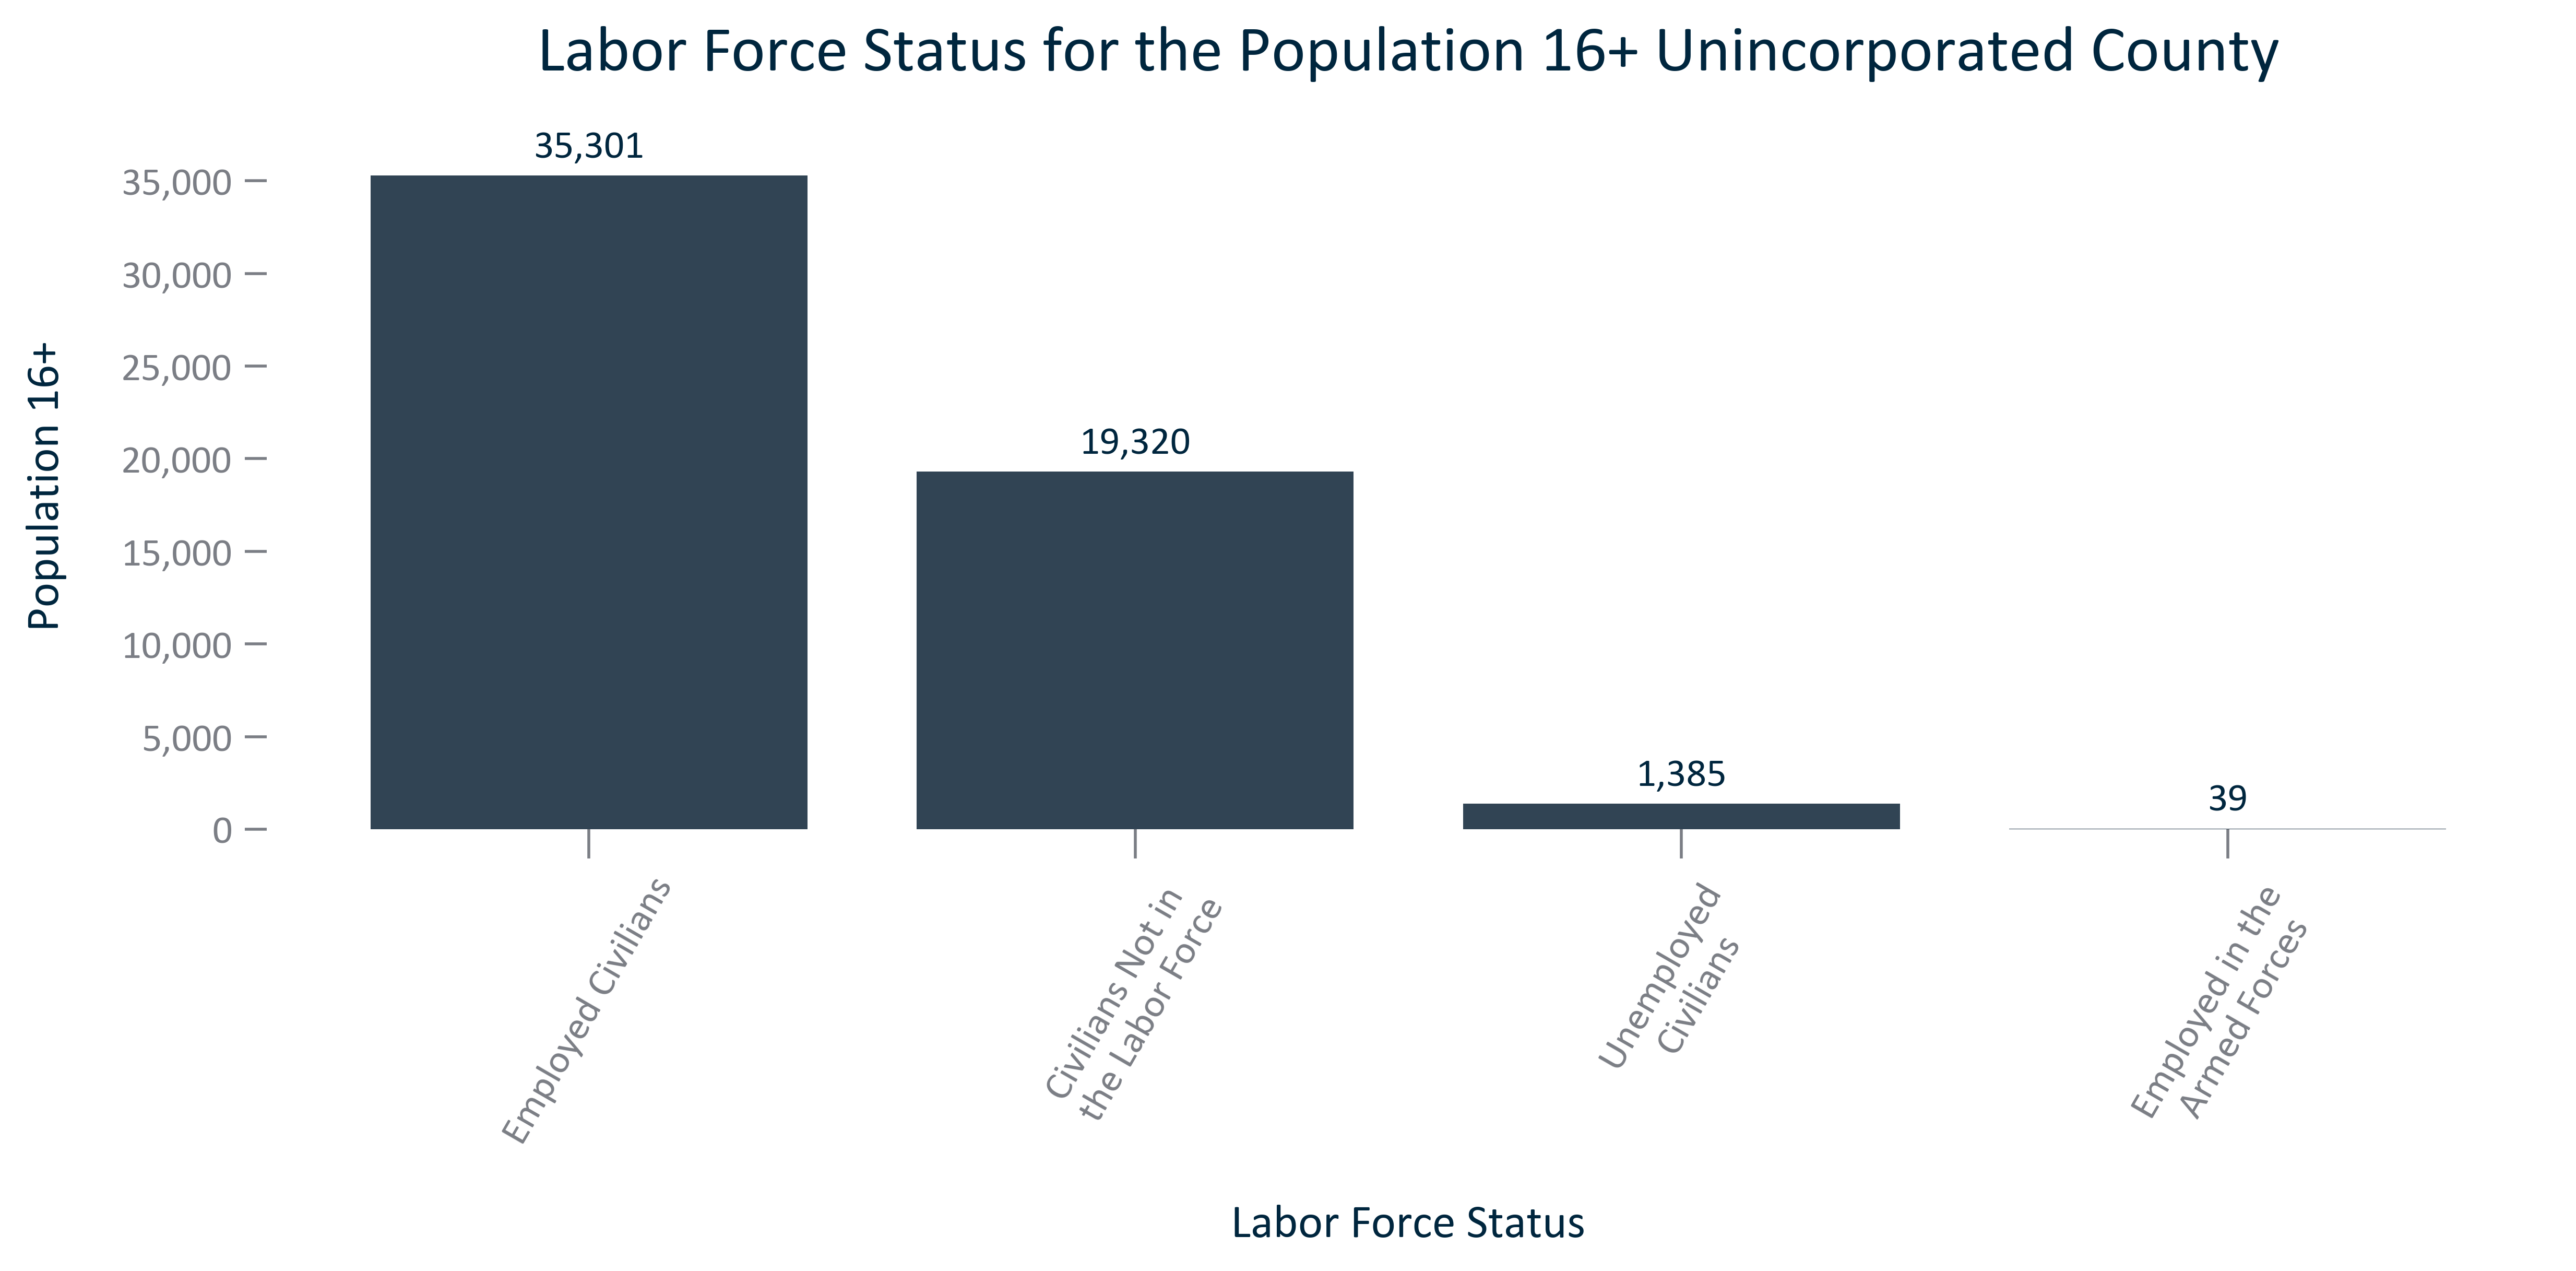 Labor Force Status for the Population 16+ Unincorporated County
Population 16+
35,000
30,000
25,000
20,000
15,000
10,000
5,000
0
35,301
19,320
1,385
39
Employed Civilians
Civilians Not in
the Labor Force
Unemployed
Civilians
Employed in the
Armed Forces
Labor Force Status